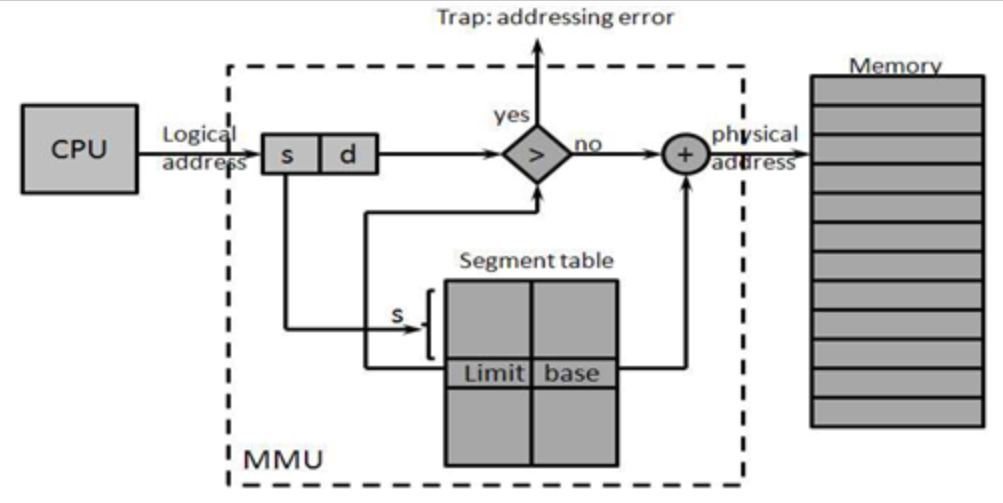 Trap: addressing error
Memory
yes
CPU
Logical
address
s
d
>
no
+
physical
address
Segment table
s
Limit
base
MMU